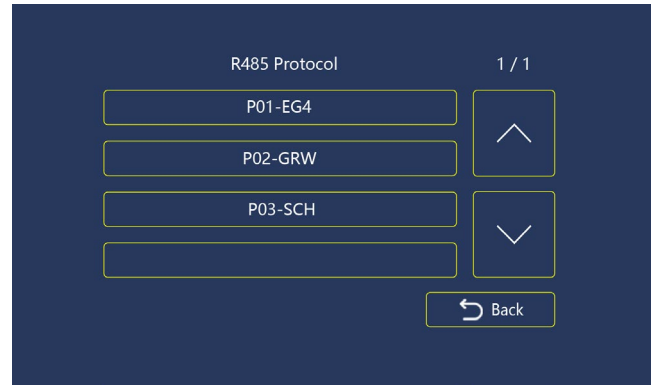 R485 Protocol 1 / 1
P01-EG4
P02-GRW
P03-SCH
Back